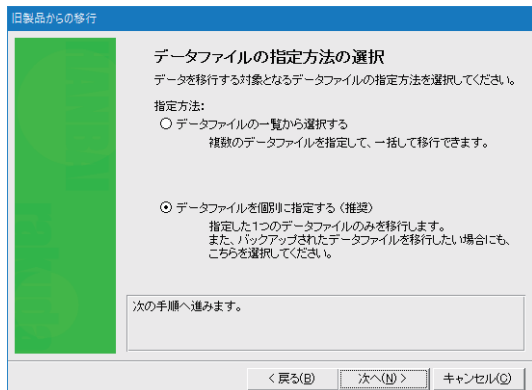 旧製品からの移行
データファイルの指定方法の選択
データを移行する対象となるデータファイルの指定方法を選択してください。
指定方法:
データファイルの一覧から選択する
複数のデータファイルを指定して、一括して移行できます。
データファイルを個別に指定する（推奨）
指定した1つのデータファイルのみを移行します。
また、バックアップされたデータファイルを移行したい場合にも、
こちらを選択してください。
次の手順へ進みます。
< 戻る(B)
次へ(N) >
キャンセル(C)